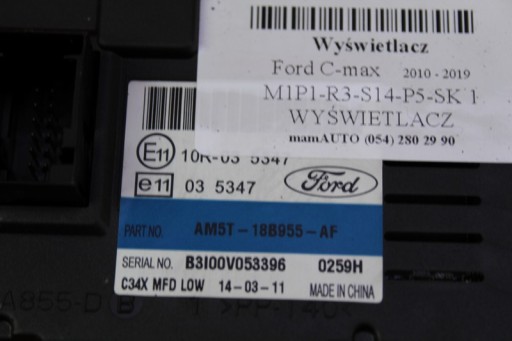 Wyświetlacz
Ford C-max 2010 - 2019
M1P1-R3-S14-P5-SK 1
WYŚWIETLACZ
mamAUTO (054) 280 29 90
E11 10R-03 5347
e11 03 5347
Ford
PART NO. AM5T-18B955-AF
SERIAL NO. B3I00V053396 0259H
C34X MFD LOW 14-03-11 MADE IN CHINA
A855-D B